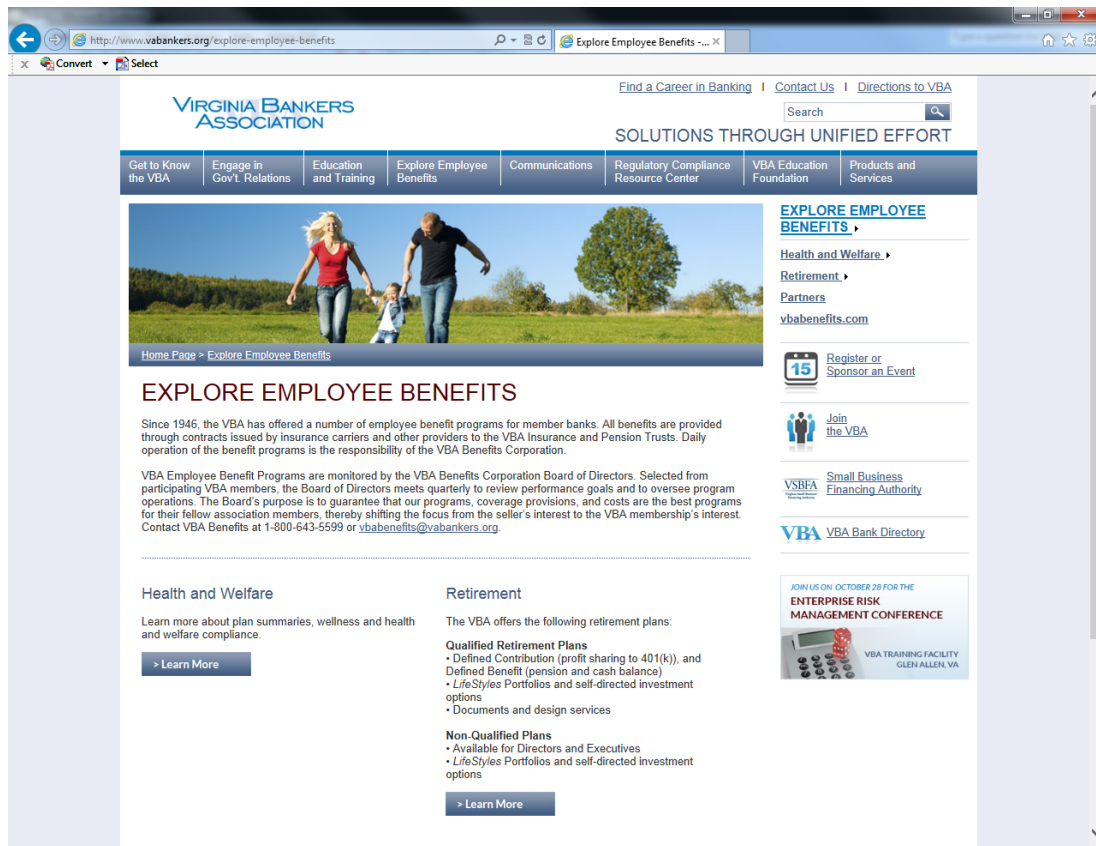 http://www.vabankers.org/explore-employee-benefits
Explore Employee Benefits -...
x Convert Select
Find a Career in Banking I Contact Us I Directions to VBA
VIRGINIA BANKERS
ASSOCIATION
Search
SOLUTIONS THROUGH UNIFIED EFFORT
Get to Know
the VBA
Engage in
Gov't. Relations
Education
and Training
Explore Employee
Benefits
Communications
Regulatory Compliance
Resource Center
VBA Education
Foundation
Products and
Services
Home Page > Explore Employee Benefits
EXPLORE EMPLOYEE BENEFITS
Since 1946, the VBA has offered a number of employee benefit programs for member banks. All benefits are provided
through contracts issued by insurance carriers and other providers to the VBA Insurance and Pension Trusts. Daily
operation of the benefit programs is the responsibility of the VBA Benefits Corporation.
VBA Employee Benefit Programs are monitored by the VBA Benefits Corporation Board of Directors. Selected from
participating VBA members, the Board of Directors meets quarterly to review performance goals and to oversee program
operations. The Board's purpose is to guarantee that our programs, coverage provisions, and costs are the best programs
for their fellow association members, thereby shifting the focus from the seller's interest to the VBA membership's interest.
Contact VBA Benefits at 1-800-643-5599 or vbabenefits@vabankers.org.
Health and Welfare
Learn more about plan summaries, wellness and health
and welfare compliance.
> Learn More
Retirement
The VBA offers the following retirement plans:
Qualified Retirement Plans
• Defined Contribution (profit sharing to 401(k)), and
Defined Benefit (pension and cash balance)
• LifeStyles Portfolios and self-directed investment
options
• Documents and design services
Non-Qualified Plans
• Available for Directors and Executives
• LifeStyles Portfolios and self-directed investment
options
> Learn More
EXPLORE EMPLOYEE
BENEFITS
Health and Welfare
Retirement
Partners
vbabenefits.com
15
Register or
Sponsor an Event
Join
the VBA
VSBFA
Small Business
Financing Authority
VBA VBA Bank Directory
JOIN US ON OCTOBER 28 FOR THE
ENTERPRISE RISK
MANAGEMENT CONFERENCE
VBA TRAINING FACILITY
GLEN ALLEN, VA